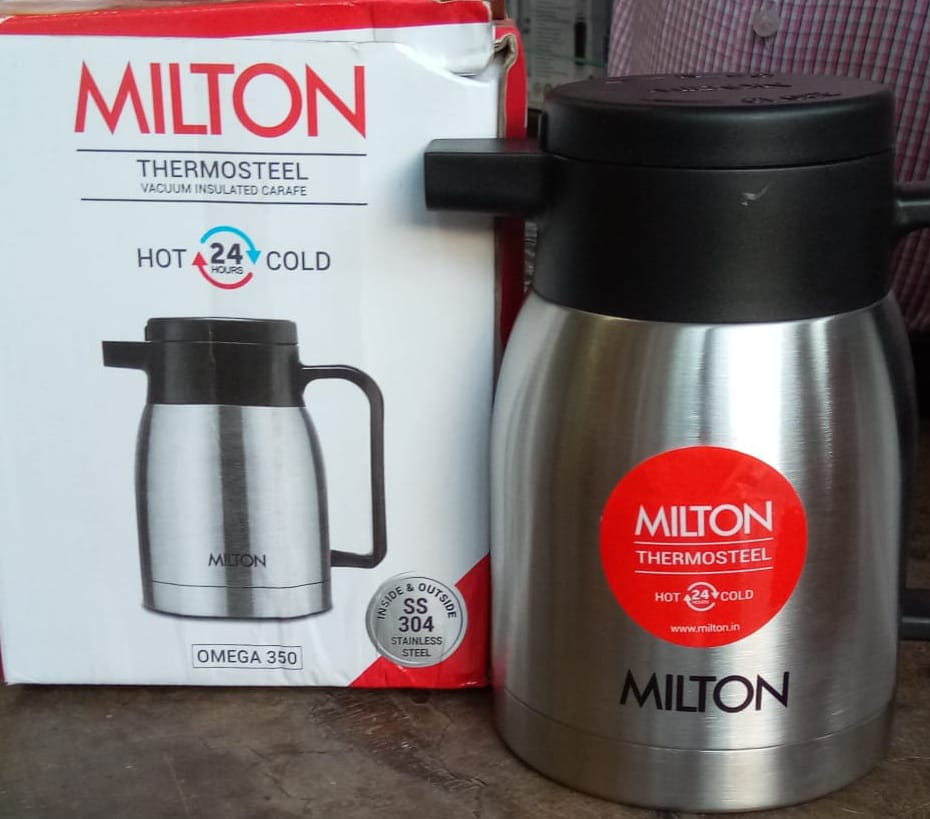 MILTON
THERMOSTEEL
VACUUM INSULATED CARAFE
HOT 24 HOURS COLD
MILTON
OMEGA 350
INSIDE & OUTSIDE
SS
304
STAINLESS
STEEL
MILTON
THERMOSTEEL
HOT 24 HOURS COLD
www.milton.in
MILTON